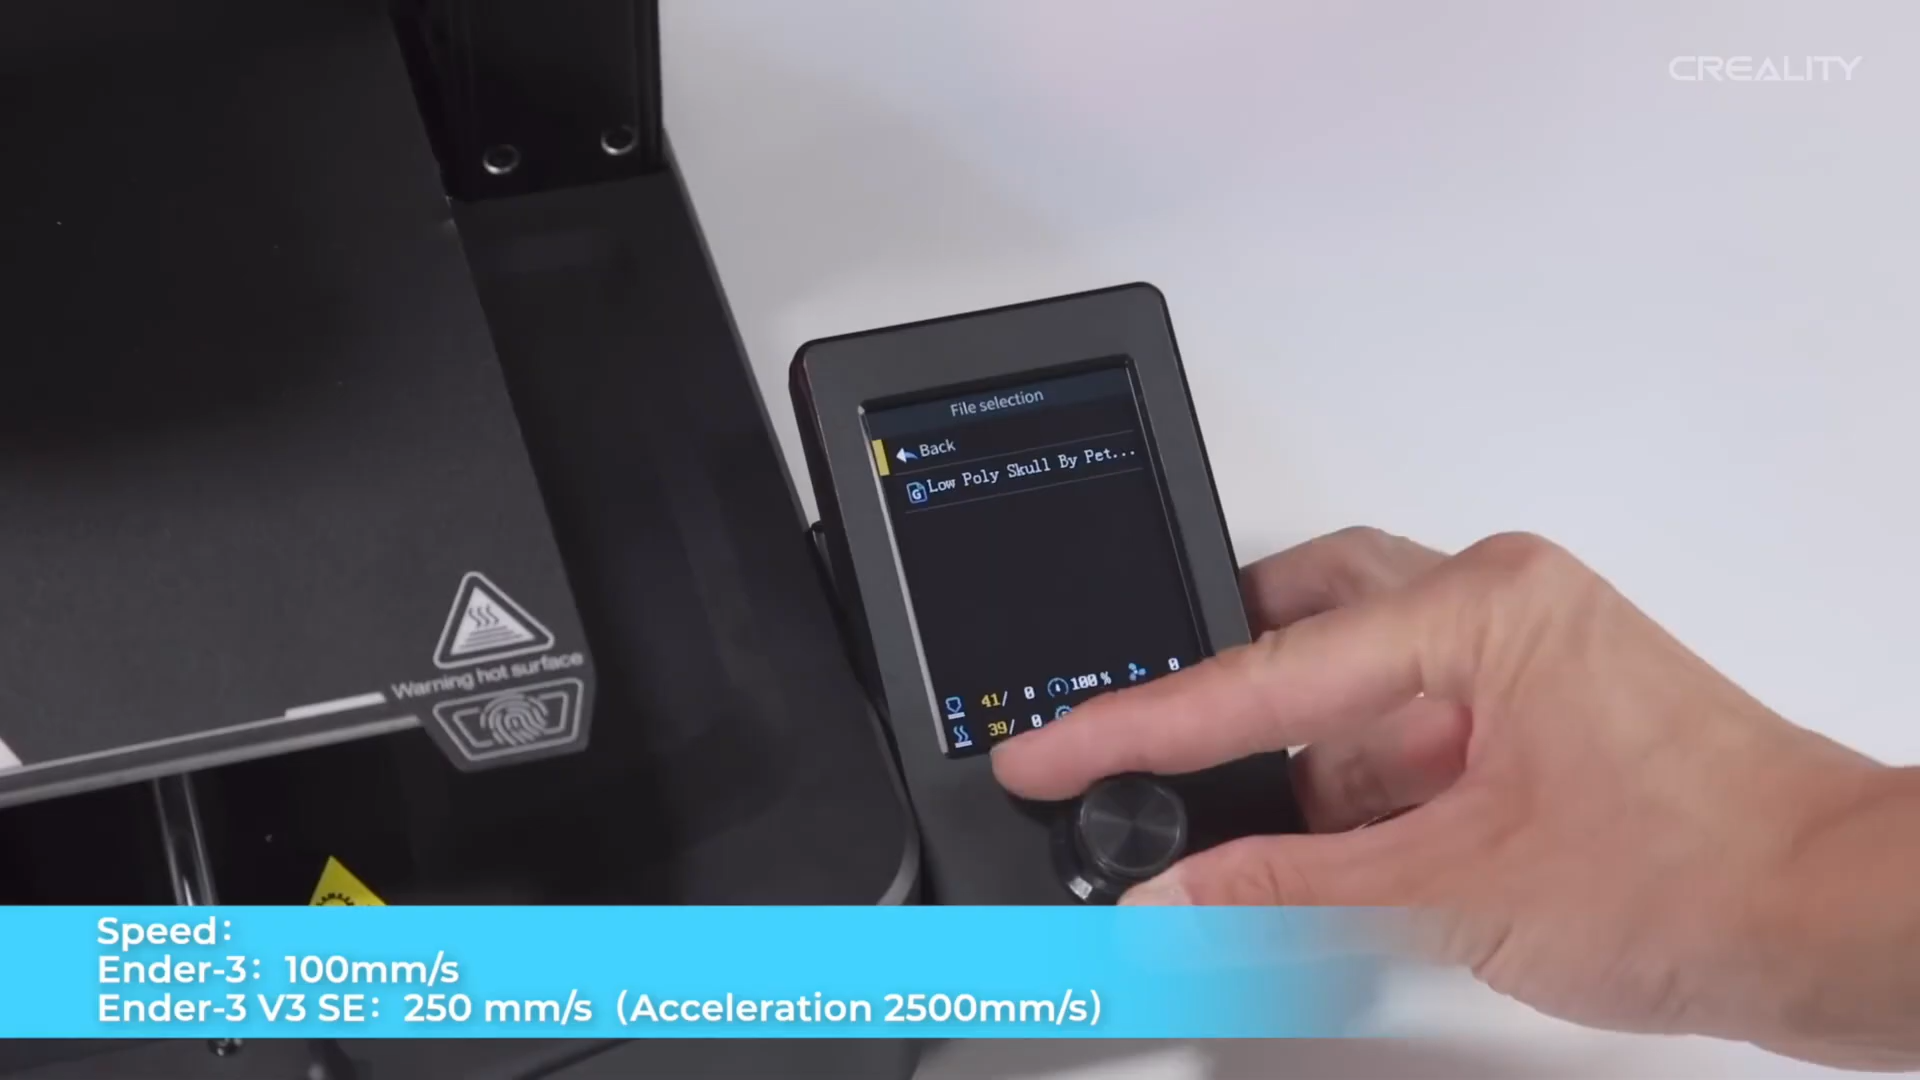 CREALITY
File selection
Back
Low Poly Skull By Pet...
41/ 0 100% 0
39/ 0
Warning hot surface
Speed：
Ender-3：100mm/s
Ender-3 V3 SE：250 mm/s（Acceleration 2500mm/s）